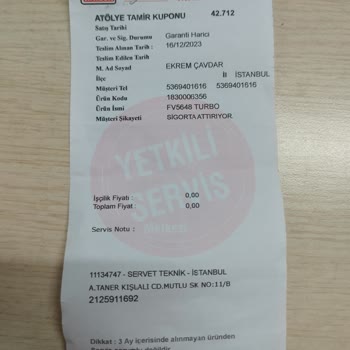 ATÖLYE TAMİR KUPONU 42.712
Satış Tarihi
Gar. ve Sig. Durumu Garanti Harici
Teslim Alman Tarih : 16/12/2023
Teslim Edilen Tarih
M. Ad Soyad EKREM ÇAVDAR
İlçe İl İSTANBUL
Müşteri Tel 5369401616 5369401616
Ürün Kodu 1830006356
Ürün İsmi FV5648 TURBO
Müşteri Şikayeti SİGORTA ATTIRIYOR.
YETKİLİ
SERVİS
Merkezi
İşçilik Fiyatı : 0,00
Toplam Fiyat : 0,00
Servis Notu :
11134747 - SERVET TEKNİK - İSTANBUL
A.TANER KIŞLALI CD.MUTLU SK NO:11/B
2125911692
Dikkat : 3 Ay içerisinde alınmayan üründen